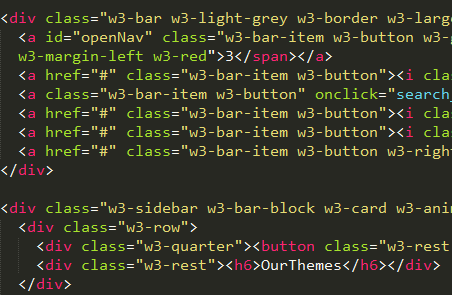 <div class="w3-bar w3-light-grey w3-border w3-larg
<a id="openNav" class="w3-bar-item w3-button w3-
w3-margin-left w3-red">3</span></a>
<a href="#" class="w3-bar-item w3-button"><i clas
<a class="w3-bar-item w3-button" onclick="search_
<a href="#" class="w3-bar-item w3-button"><i clas
<a href="#" class="w3-bar-item w3-button"><i clas
<a href="#" class="w3-bar-item w3-button w3-righ
</div>
<div class="w3-sidebar w3-bar-block w3-card w3-ani
<div class="w3-row">
<div class="w3-quarter"><button class="w3-rest
<div class="w3-rest"><h6>OurThemes</h6></div>
</div>